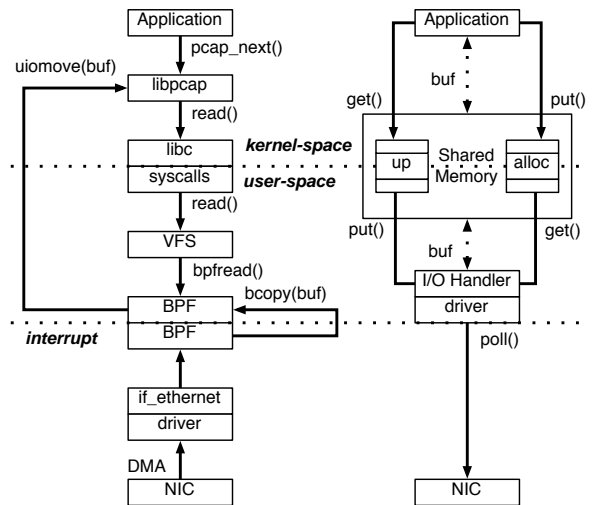 Application
pcap_next()
uiomove(buf)
libpcap
read()
kernel-space
libc
syscalls
user-space
read()
VFS
bpfread()
bcopy(buf)
BPF
BPF
interrupt
if_ethernet
driver
DMA
NIC
Application
buf
get()
put()
up
Shared
Memory
alloc
put()
get()
buf
I/O Handler
driver
poll()
NIC